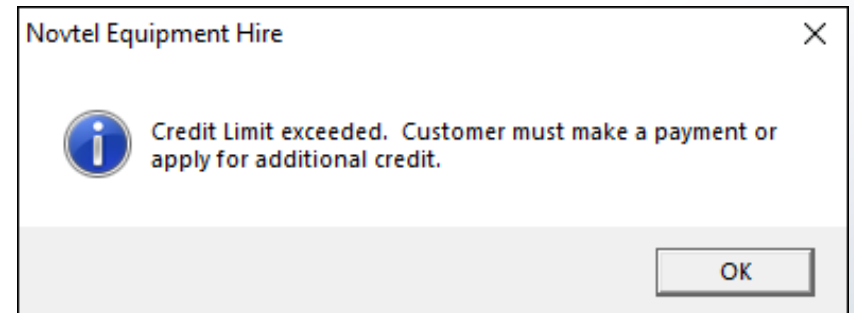 Novtel Equipment Hire
Credit Limit exceeded.  Customer must make a payment or
apply for additional credit.
OK